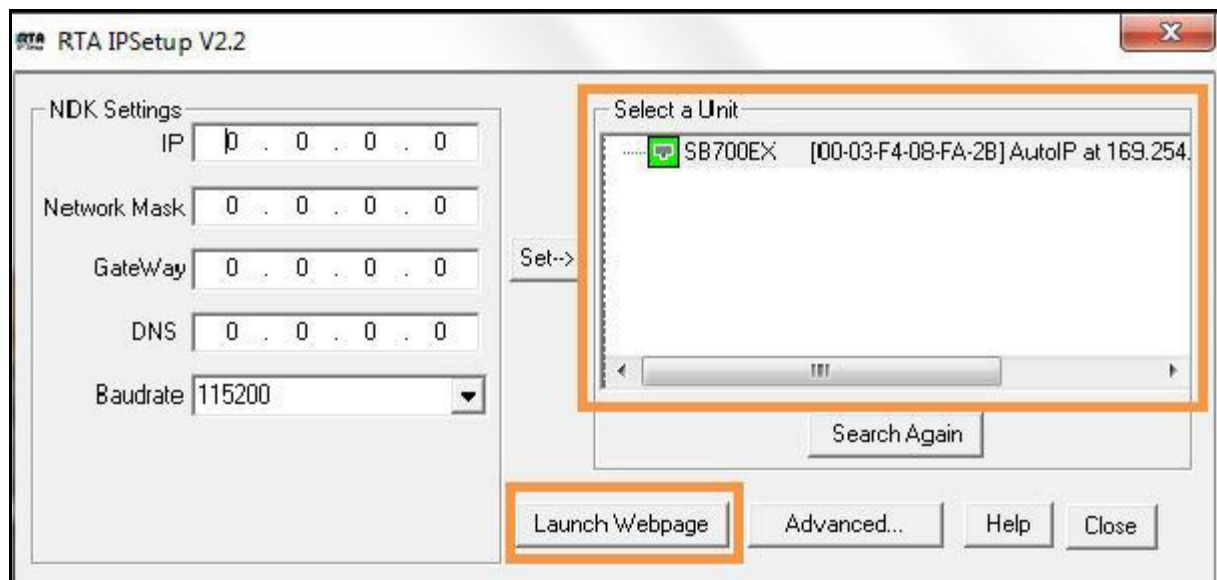 RTA IPSetup V2.2
NDK Settings
IP 0 . 0 . 0 . 0
Network Mask 0 . 0 . 0 . 0
GateWay 0 . 0 . 0 . 0
DNS 0 . 0 . 0 . 0
Baudrate 115200
Set-->
Select a Unit
SB700EX [00-03-F4-08-FA-2B] AutoIP at 169.254.
Search Again
Launch Webpage
Advanced...
Help
Close